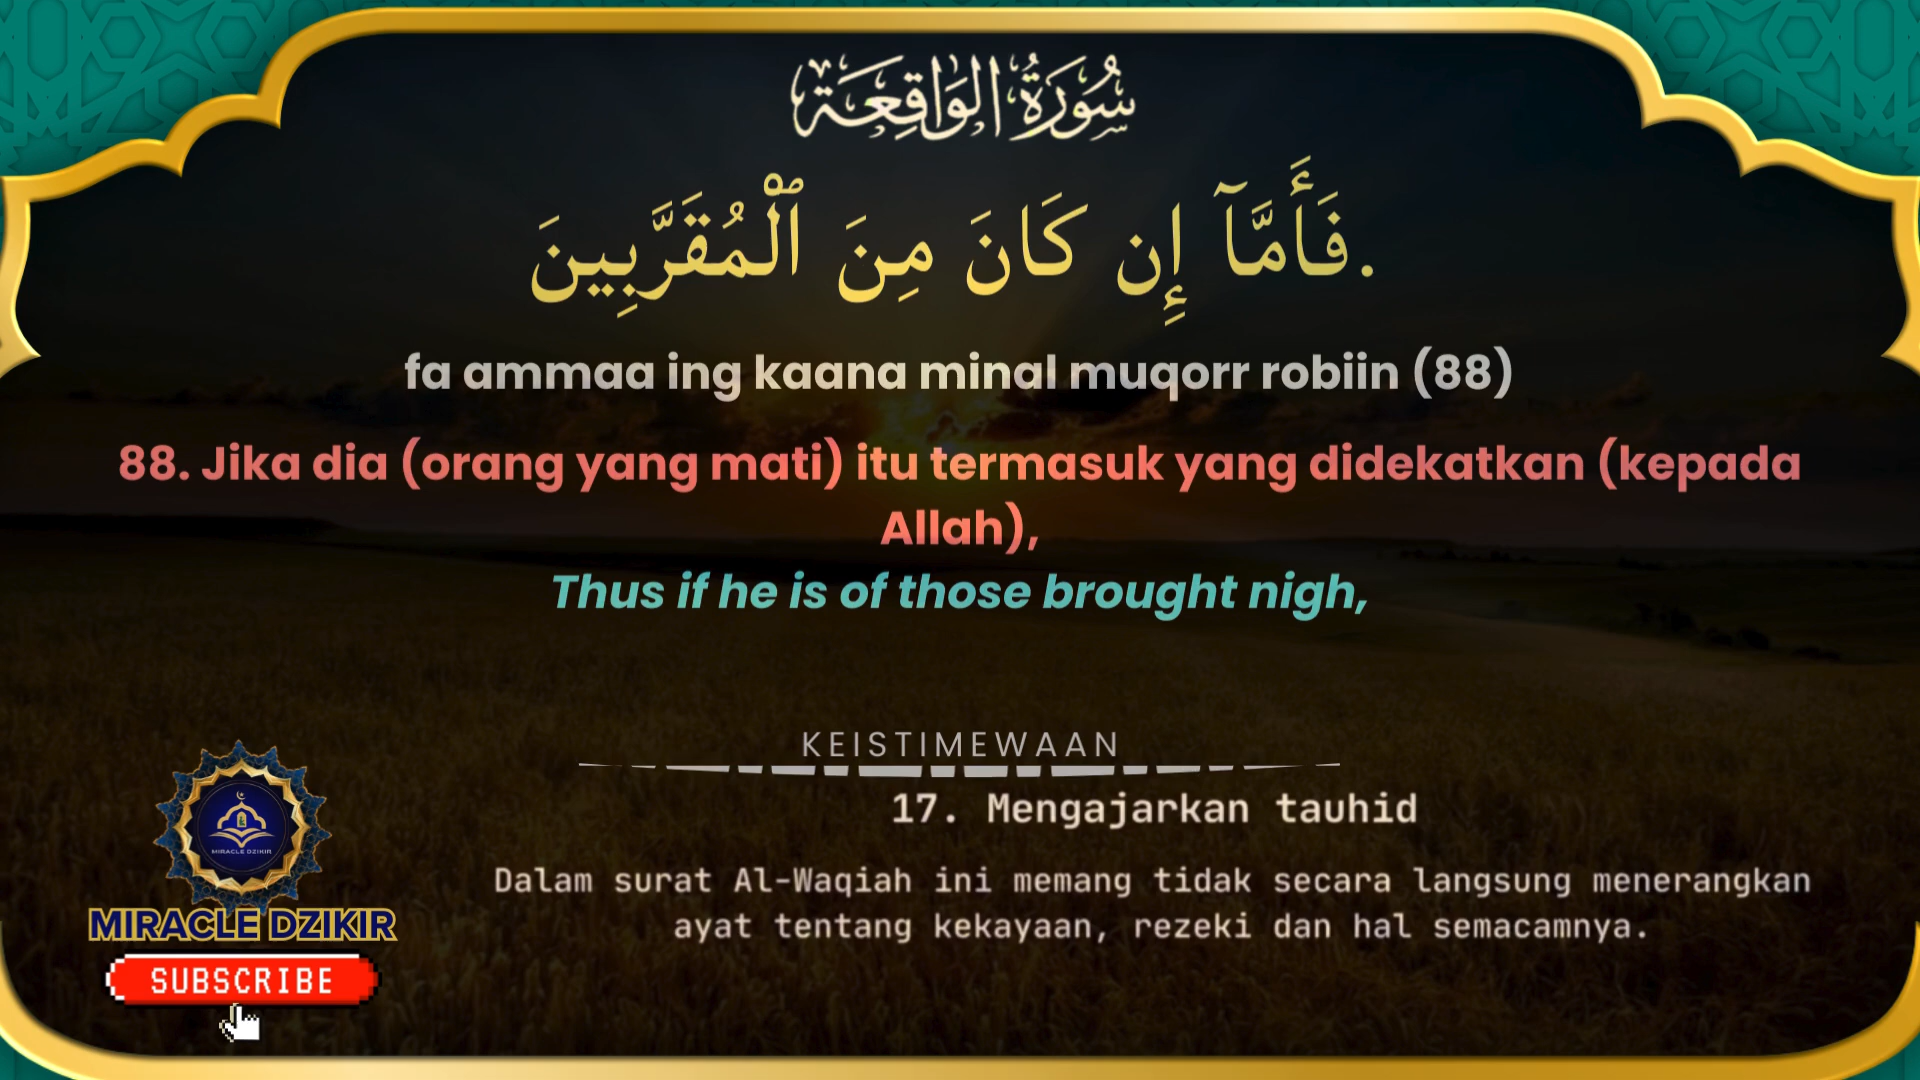 سُورَةُ الوَاقِعَة
فَأَمَّآ إِن كَانَ مِنَ ٱلْمُقَرَّبِينَ.
fa ammaa ing kaana minal muqorr robiin (88)
88. Jika dia (orang yang mati) itu termasuk yang didekatkan (kepada
Allah),
Thus if he is of those brought nigh,
KEISTIMEWAAN
17. Mengajarkan tauhid
Dalam surat Al-Waqiah ini memang tidak secara langsung menerangkan
ayat tentang kekayaan, rezeki dan hal semacamnya.
MIRACLE DZIKIR
MIRACLE DZIKIR
SUBSCRIBE